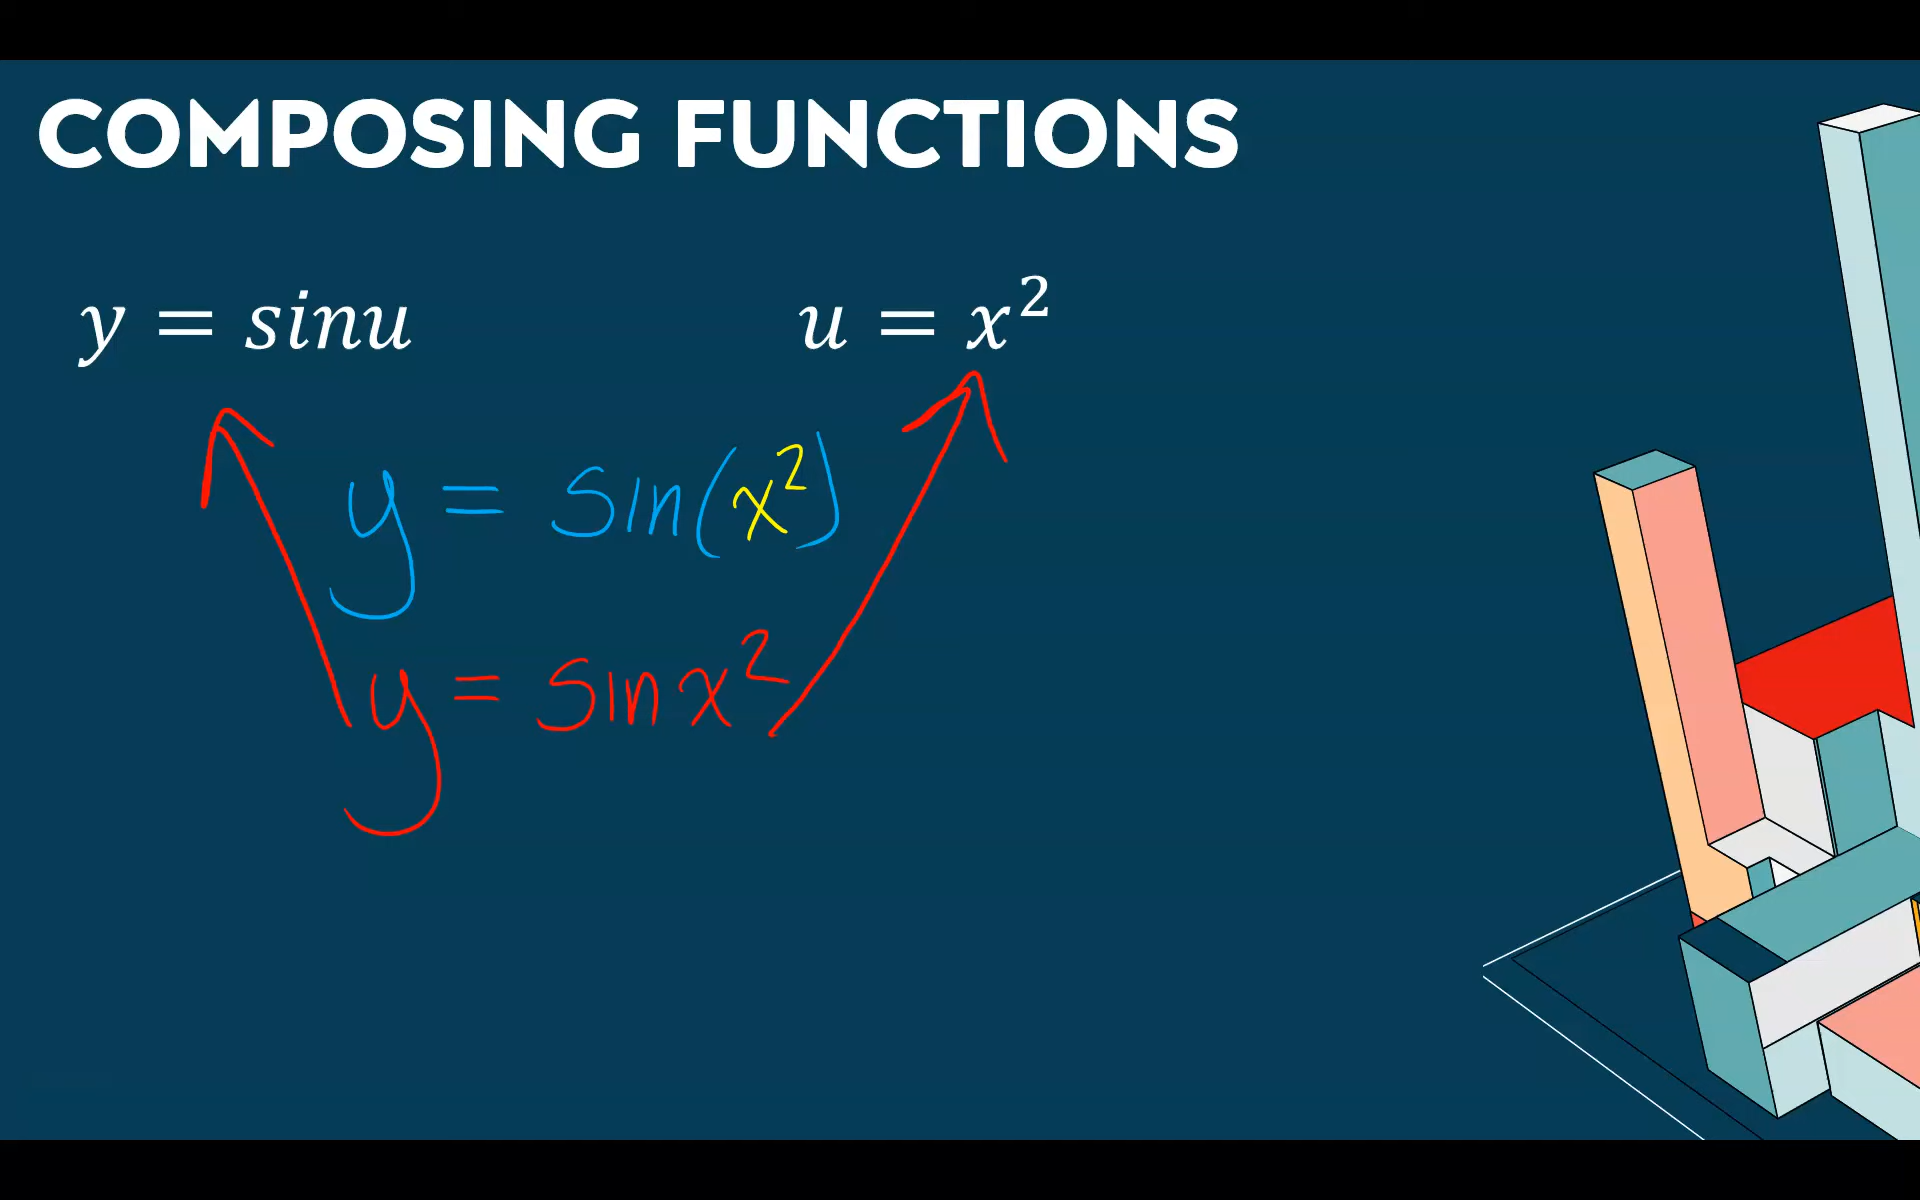 COMPOSING FUNCTIONS
y = sinu
u = x²
y = sin(x²)
y = sinx²